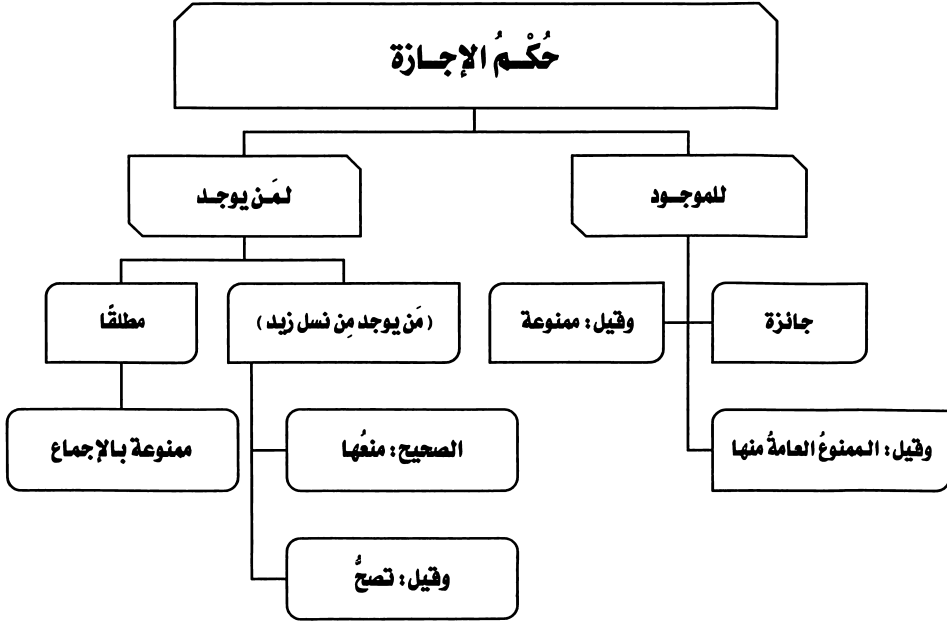 حُكْمُ الإجازة
للموجود
لمَن يوجد
جائزة
وقيل: ممنوعة
(مَن يوجد مِن نسل زيد)
مطلقًا
وقيل: الممنوعُ العامةُ منها
الصحيح: منعُها
ممنوعة بالإجماع
وقيل: تصحُّ